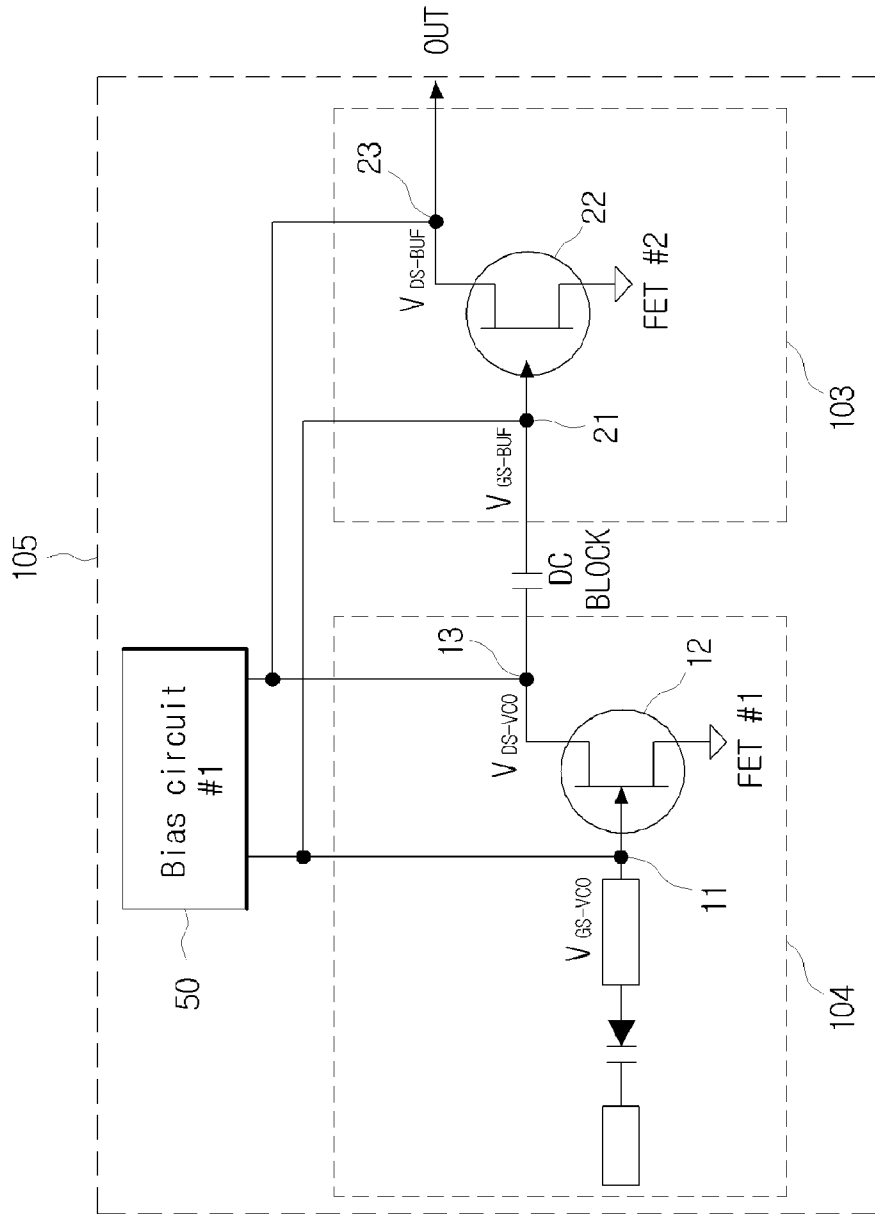 105
Bias circuit
#1
50
OUT
23
V DS-BUF
22
FET #2
21
V GS-BUF
103
DC
BLOCK
13
V DS-VCO
12
FET #1
11
V GS-VCO
104